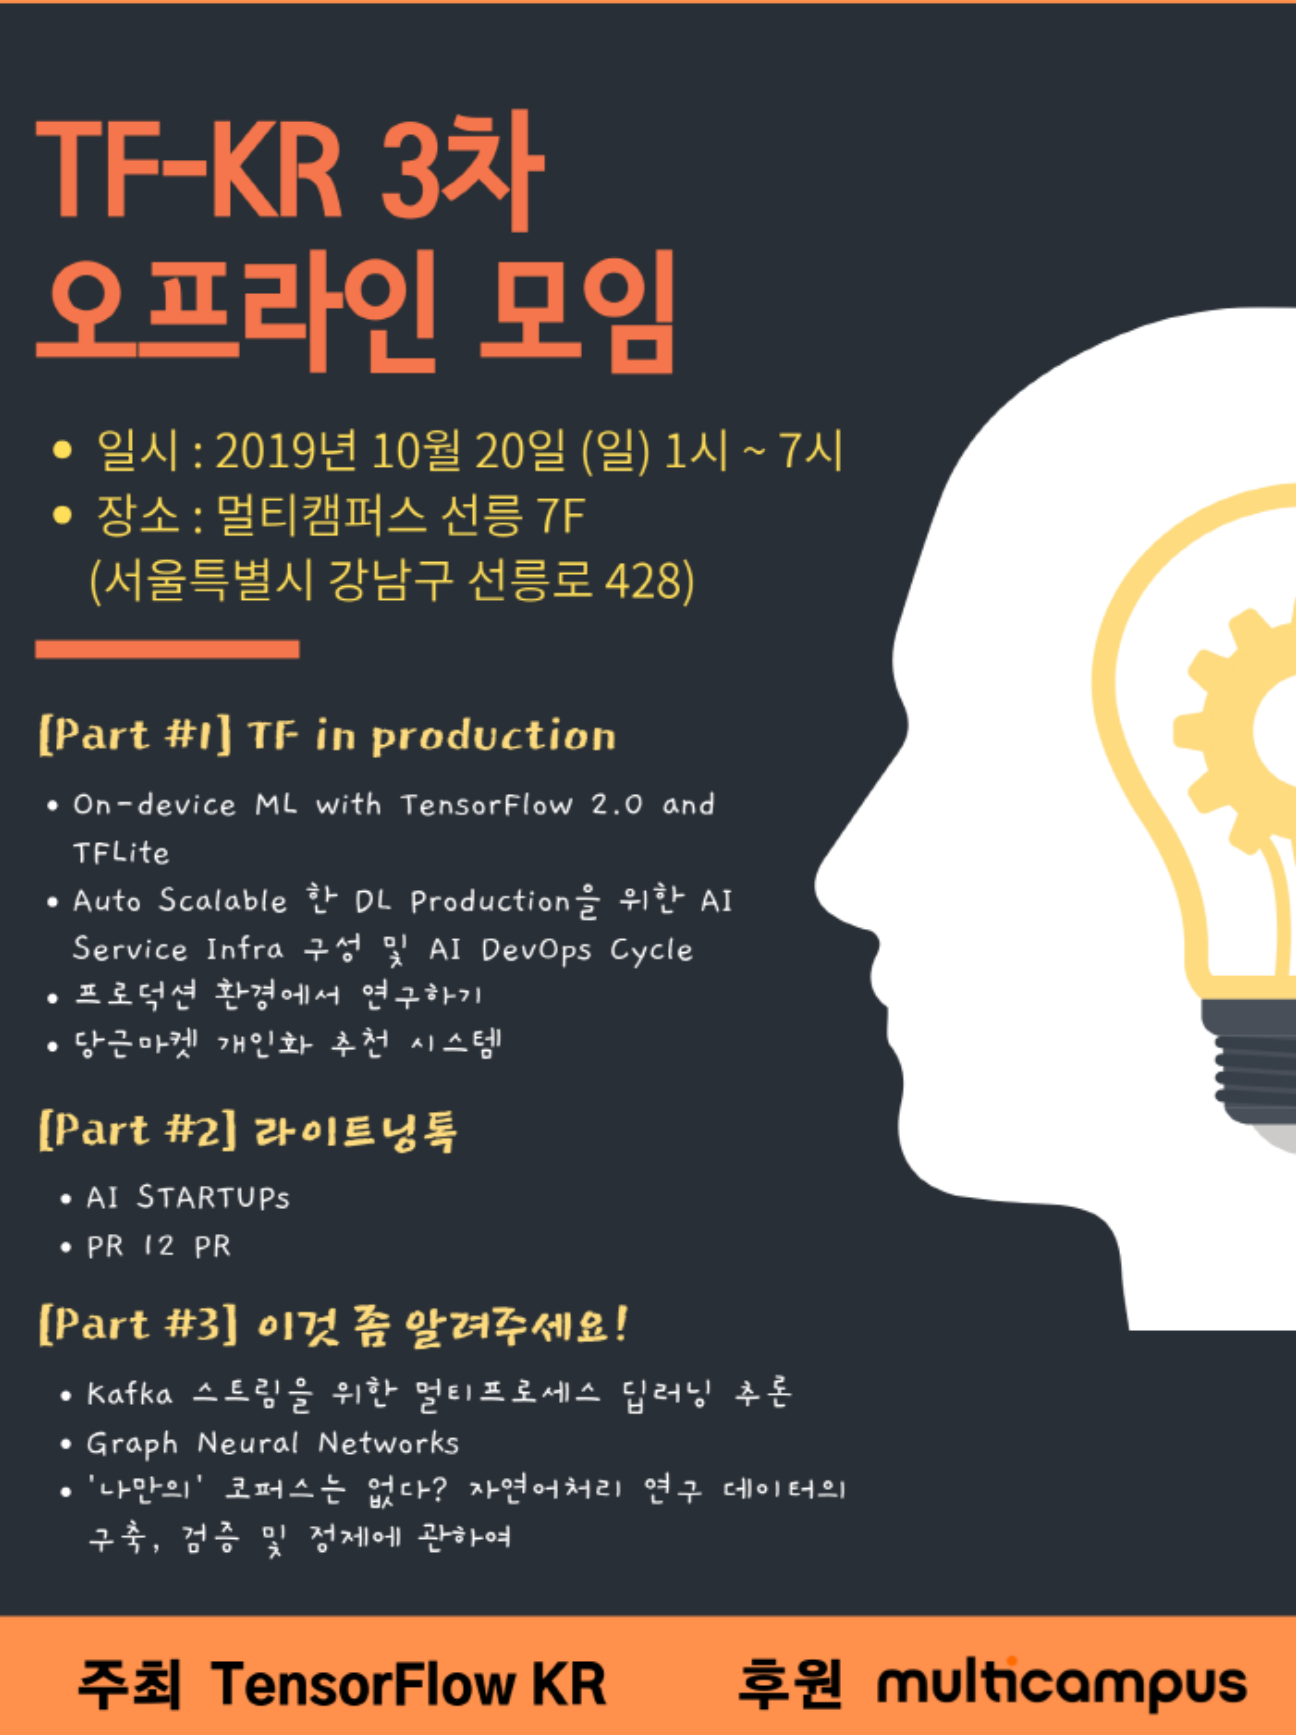 TF-KR 3차
오프라인 모임
• 일시 : 2019년 10월 20일 (일) 1시 ~ 7시
• 장소 : 멀티캠퍼스 선릉 7F
(서울특별시 강남구 선릉로 428)
[Part #1] TF in production
• On-device ML with TensorFlow 2.0 and
TFLite
• Auto Scalable 한 DL Production을 위한 AI
Service Infra 구성 및 AI DevOps Cycle
• 프로덕션 환경에서 연구하기
• 당근마켓 개인화 추천 시스템
[Part #2] 라이트닝톡
• AI STARTUPs
• PR 12 PR
[Part #3] 이것 좀 알려주세요!
• Kafka 스트림을 위한 멀티프로세스 딥러닝 추론
• Graph Neural Networks
• '나만의' 코퍼스는 없다? 자연어처리 연구 데이터의
구축, 검증 및 정제에 관하여
주최 TensorFlow KR 후원 multicampus